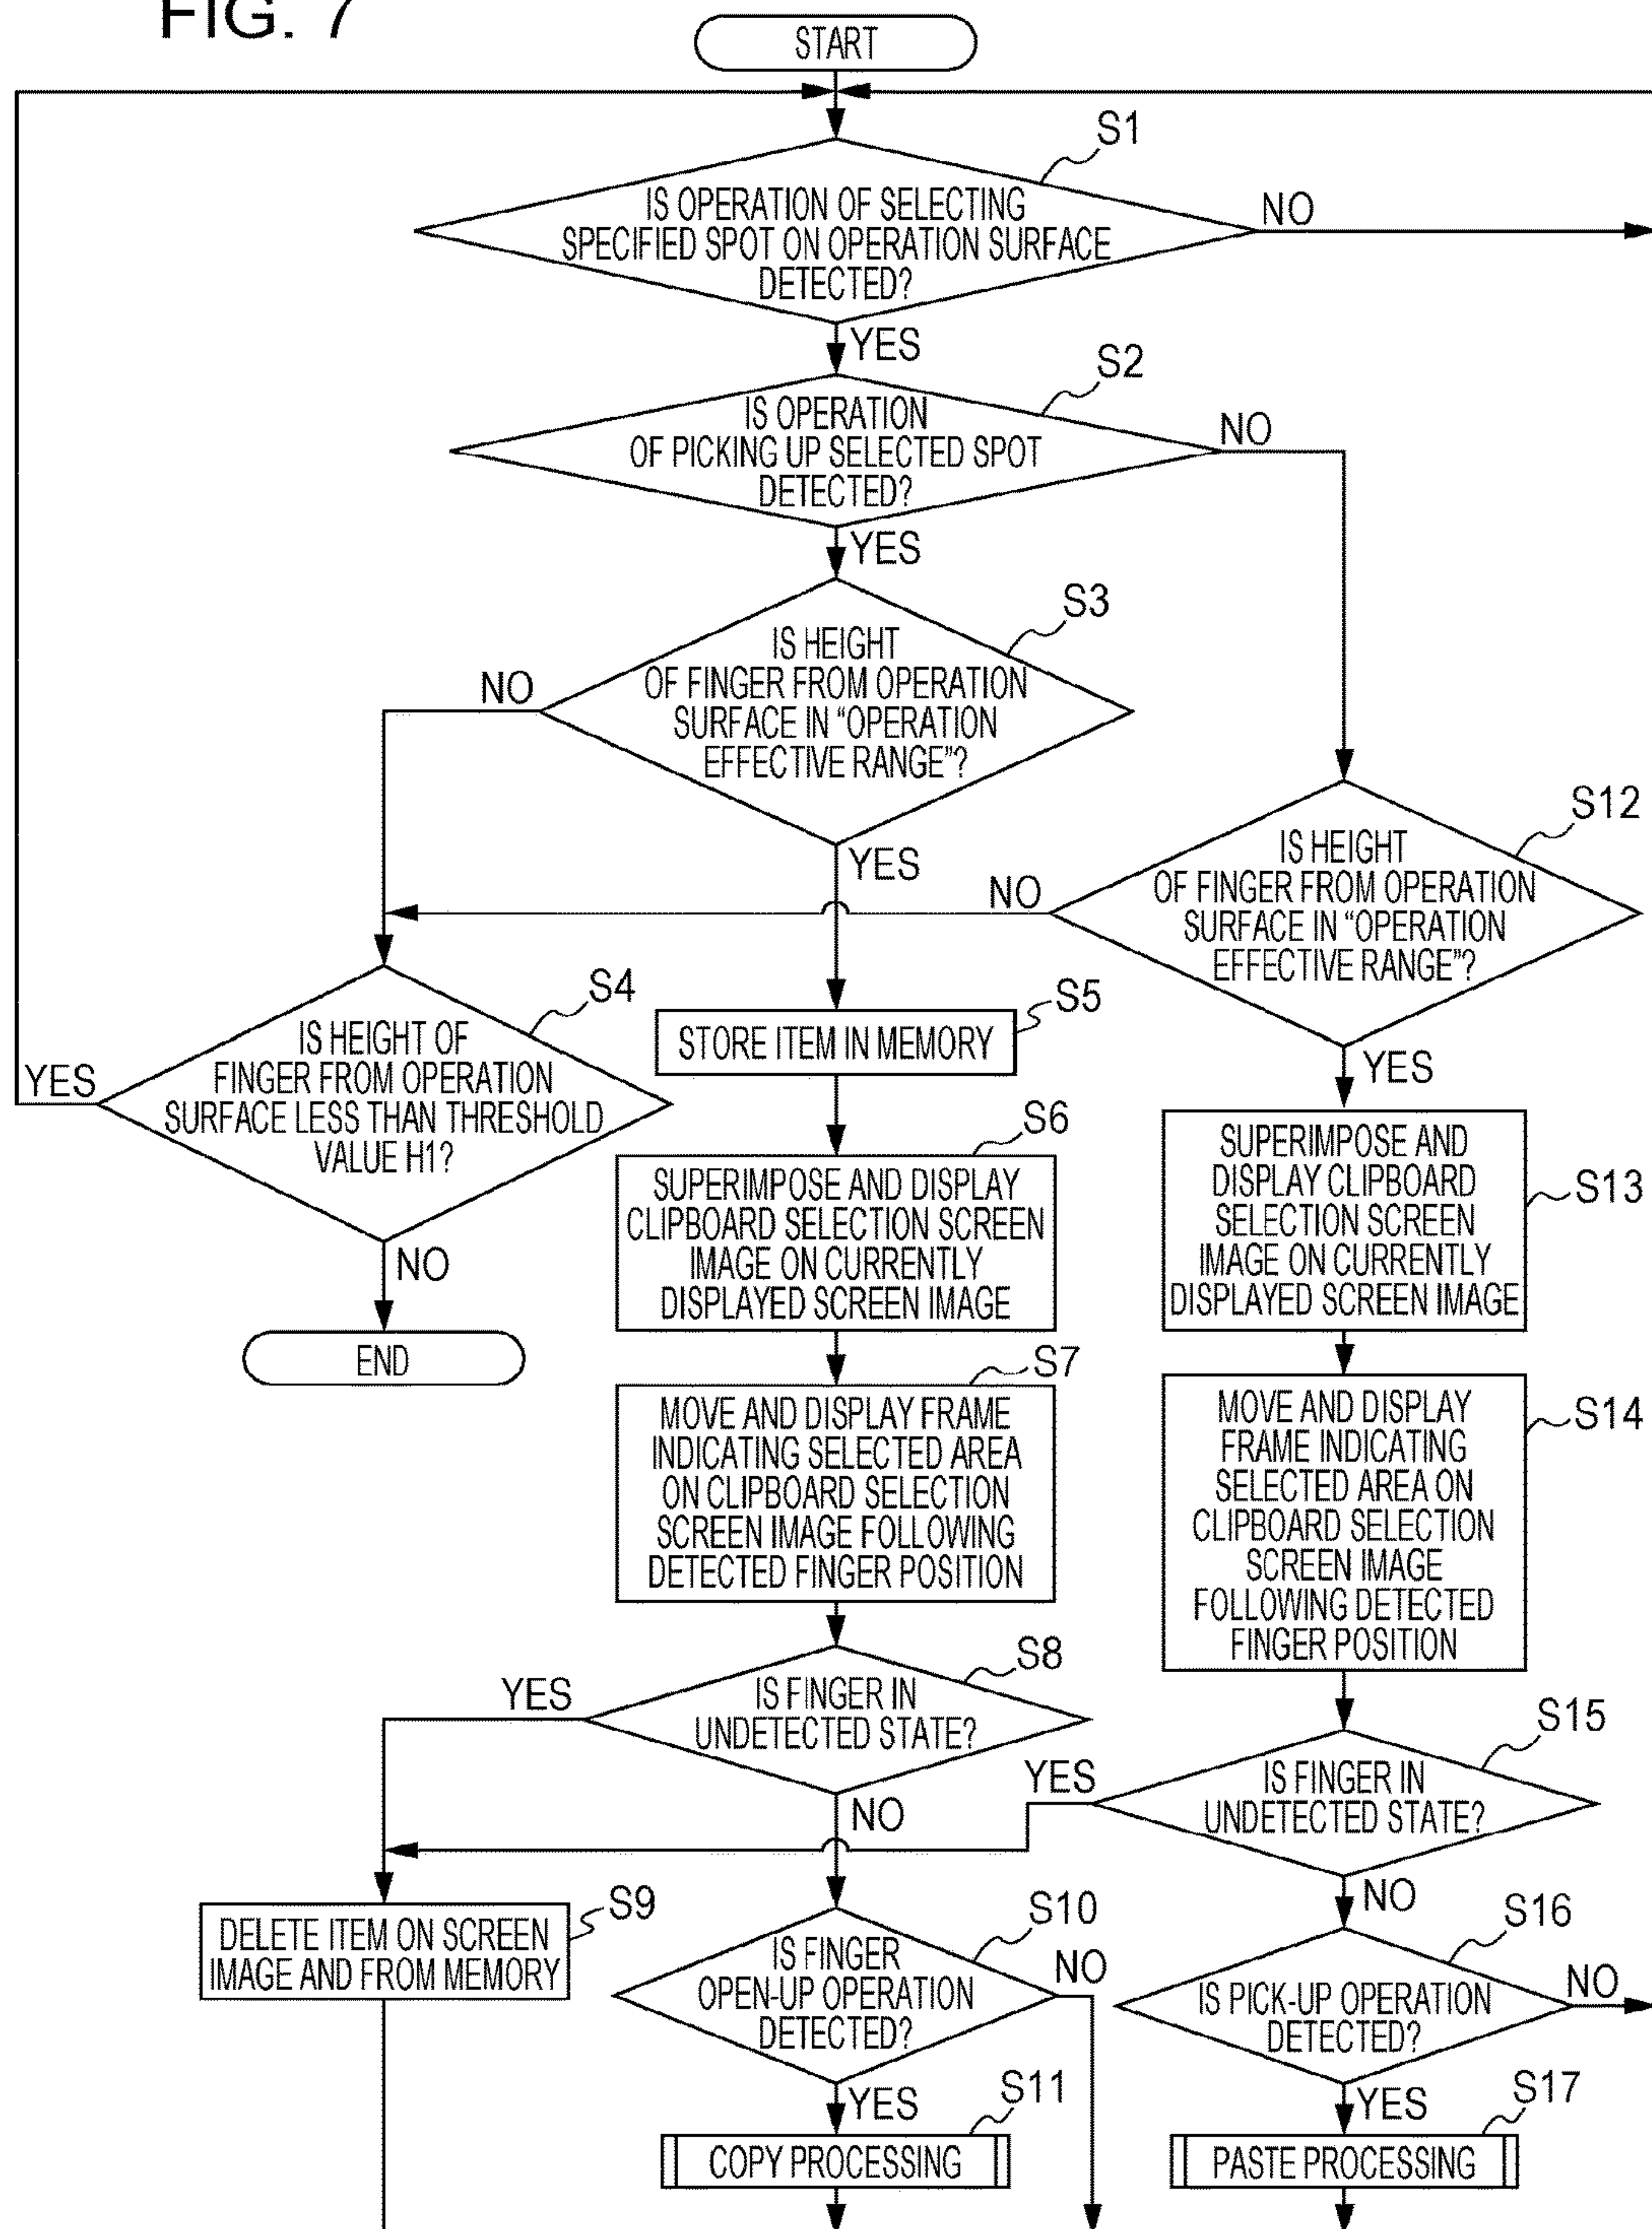 FIG. 7
START
S1
IS OPERATION OF SELECTING
SPECIFIED SPOT ON OPERATION SURFACE
DETECTED?
NO
YES
S2
IS OPERATION
OF PICKING UP SELECTED SPOT
DETECTED?
NO
YES
S3
IS HEIGHT
OF FINGER FROM OPERATION
SURFACE IN “OPERATION
EFFECTIVE RANGE”?
NO
YES
S12
IS HEIGHT
OF FINGER FROM OPERATION
SURFACE IN “OPERATION
EFFECTIVE RANGE”?
NO
YES
S4
IS HEIGHT OF
FINGER FROM OPERATION
SURFACE LESS THAN THRESHOLD
VALUE H1?
YES
NO
END
S5
STORE ITEM IN MEMORY
S6
SUPERIMPOSE AND DISPLAY
CLIPBOARD SELECTION SCREEN
IMAGE ON CURRENTLY
DISPLAYED SCREEN IMAGE
S13
SUPERIMPOSE AND
DISPLAY CLIPBOARD
SELECTION SCREEN
IMAGE ON CURRENTLY
DISPLAYED SCREEN IMAGE
S7
MOVE AND DISPLAY FRAME
INDICATING SELECTED AREA
ON CLIPBOARD SELECTION
SCREEN IMAGE FOLLOWING
DETECTED FINGER POSITION
S14
MOVE AND DISPLAY
FRAME INDICATING
SELECTED AREA ON
CLIPBOARD SELECTION
SCREEN IMAGE
FOLLOWING DETECTED
FINGER POSITION
S8
IS FINGER IN
UNDETECTED STATE?
YES
NO
S15
IS FINGER IN
UNDETECTED STATE?
YES
NO
S9
DELETE ITEM ON SCREEN
IMAGE AND FROM MEMORY
S10
IS FINGER
OPEN-UP OPERATION
DETECTED?
NO
YES
S16
IS PICK-UP OPERATION
DETECTED?
NO
YES
S11
COPY PROCESSING
S17
PASTE PROCESSING